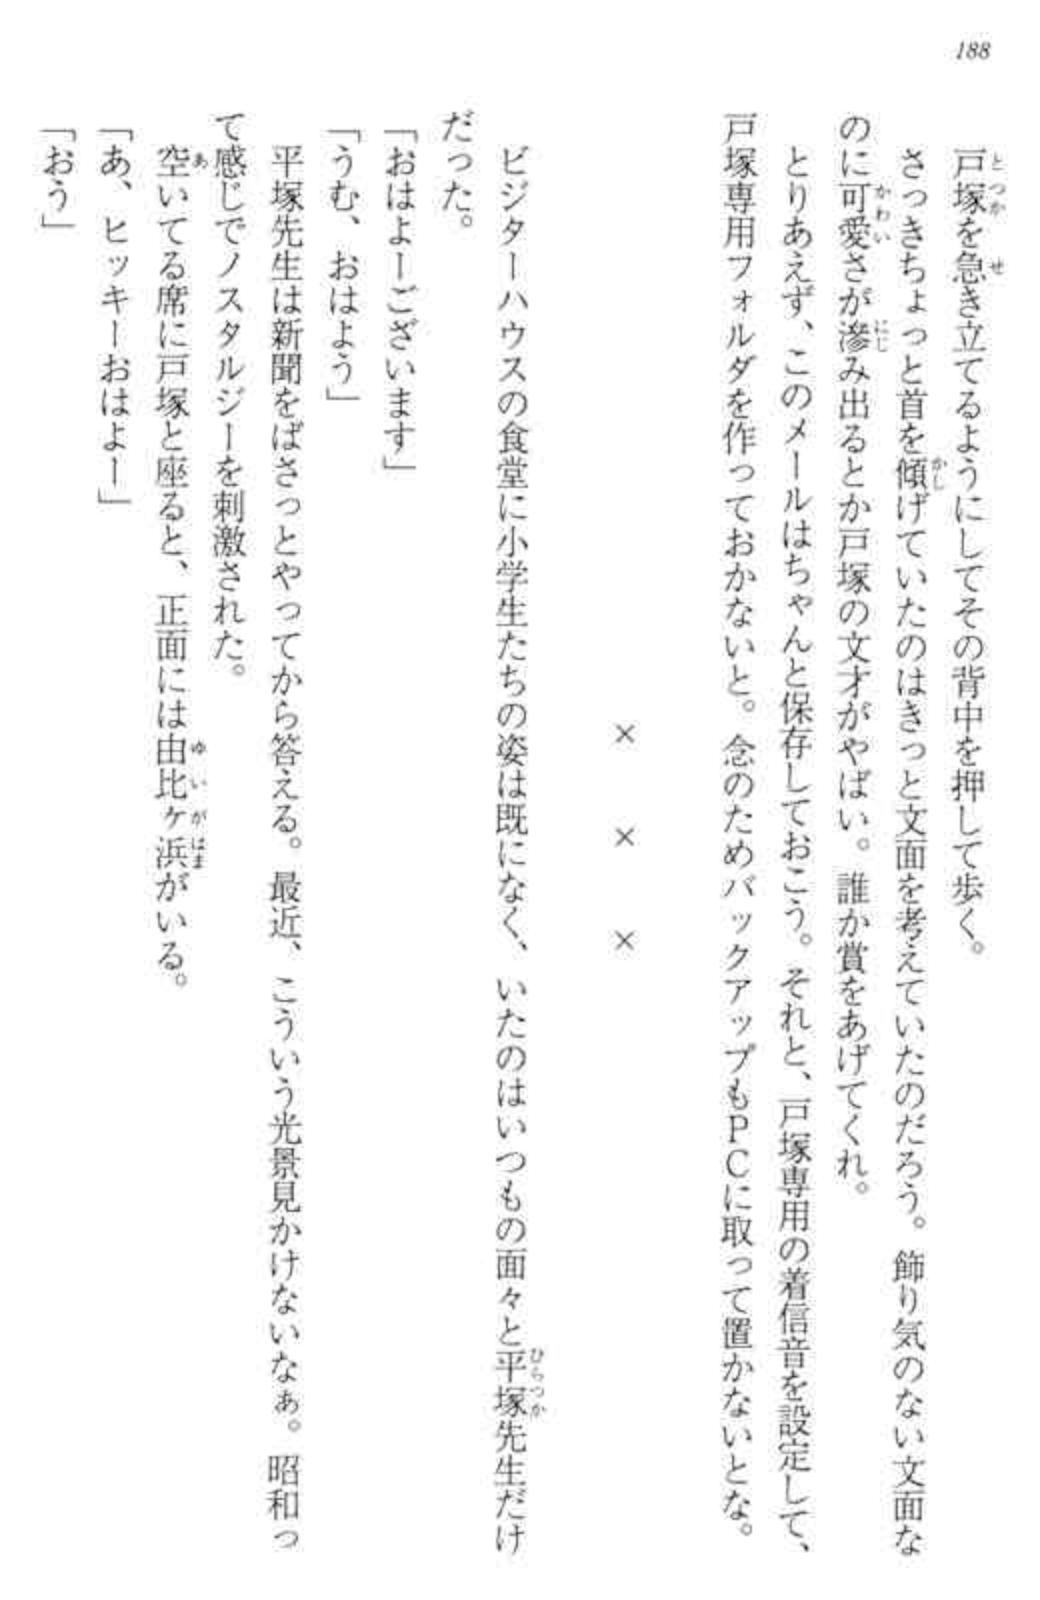 188
戸塚を急き立てるようにしてその背中を押して歩く。
さっきちょっと首を傾げていたのはきっと文面を考えていたのだろう。飾り気のない文面な
のに可愛さが滲み出るとか戸塚の文才がやばい。誰か賞をあげてくれ。
とりあえず、このメールはちゃんと保存しておこう。それと、戸塚専用の着信音を設定して、
戸塚専用フォルダを作っておかないと。念のためバックアップもPCに取って置かないとな。
× × ×
ビジターハウスの食堂に小学生たちの姿は既になく、いたのはいつもの面々と平塚先生だけ
だった。
「おはよーございます」
「うむ、おはよう」
平塚先生は新聞をばさっとやってから答える。最近、こういう光景見かけないなぁ。昭和っ
て感じでノスタルジーを刺激された。
空いてる席に戸塚と座ると、正面には由比ヶ浜がいる。
「あ、ヒッキーおはよー」
「おう」